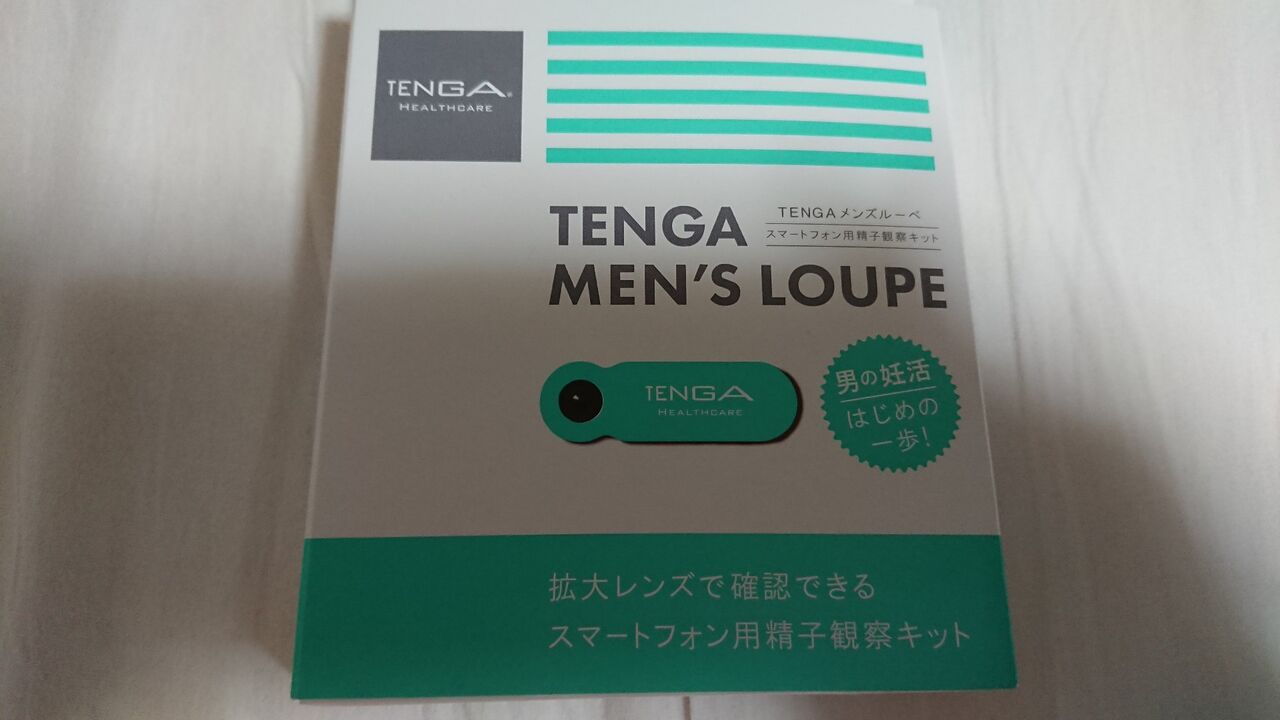 TENGA®
HEALTHCARE
TENGA
TENGAメンズルーペ
スマートフォン用精子観察キット
MEN'S LOUPE
TENGA
HEALTHCARE
男の妊活
はじめの
一歩!
拡大レンズで確認できる
スマートフォン用精子観察キット